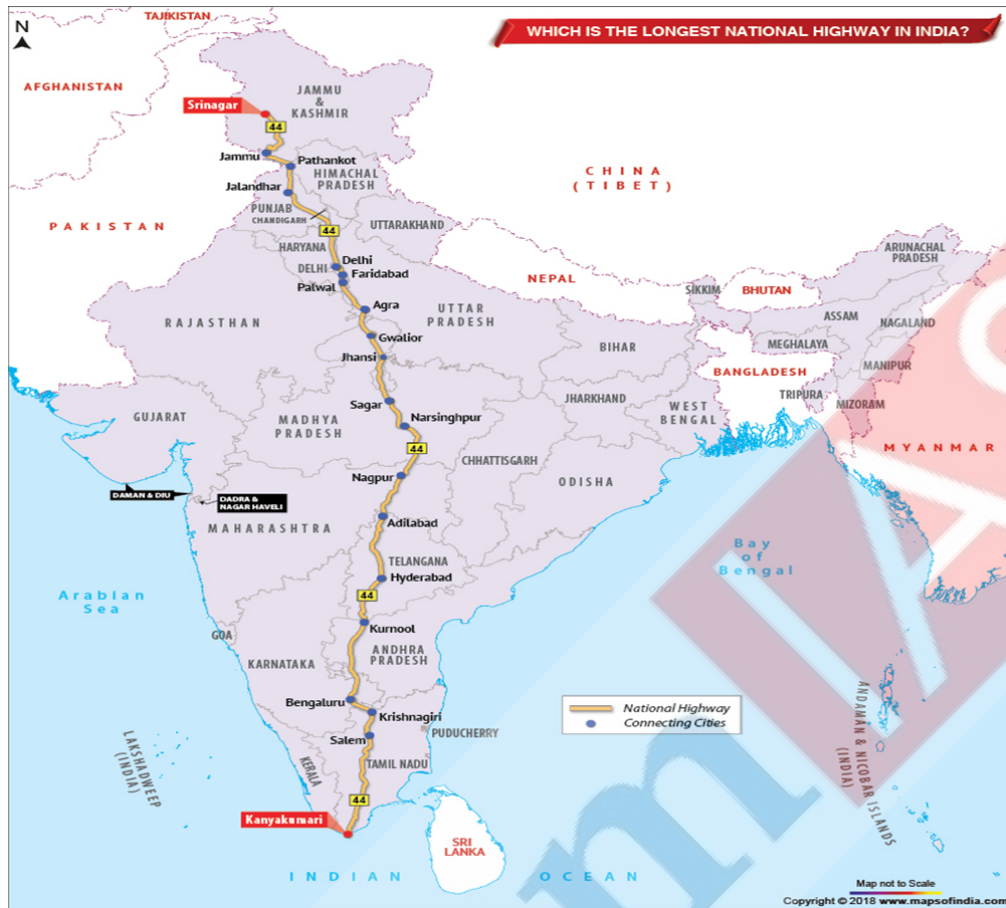 WHICH IS THE LONGEST NATIONAL HIGHWAY IN INDIA?
N
TAJIKISTAN
AFGHANISTAN
JAMMU
&
KASHMIR
Srinagar
44
Jammu
Pathankot
HIMACHAL
PRADESH
CHINA
(TIBET)
Jalandhar
PUNJAB
CHANDIGARH
PAKISTAN
UTTARAKHAND
44
HARYANA
ARUNACHAL
PRADESH
Delhi
DELHI
Faridabad
Palwal
NEPAL
SIKKIM
BHUTAN
Agra
UTTAR
PRADESH
ASSAM
NAGALAND
RAJASTHAN
Gwalior
BIHAR
MEGHALAYA
Jhansi
MANIPUR
BANGLADESH
TRIPURA
MIZORAM
Sagar
JHARKHAND
WEST
BENGAL
GUJARAT
MADHYA
PRADESH
Narsinghpur
44
MYANMAR
CHHATTISGARH
Nagpur
ODISHA
DAMAN & DIU
DADRA &
NAGAR HAVELI
MAHARASHTRA
Adilabad
Bay
of
Bengal
TELANGANA
Hyderabad
Arabian
Sea
44
Kurnool
GOA
ANDHRA
PRADESH
KARNATAKA
Bengaluru
Krishnagiri
National Highway
Connecting Cities
PUDUCHERRY
Salem
LAKSHADWEEP
(INDIA)
KERALA
TAMIL NADU
ANDAMAN & NICOBAR ISLANDS
(INDIA)
44
Kanyakumari
SRI
LANKA
INDIAN OCEAN
Map not to Scale
Copyright © 2018 www.mapsofindia.com